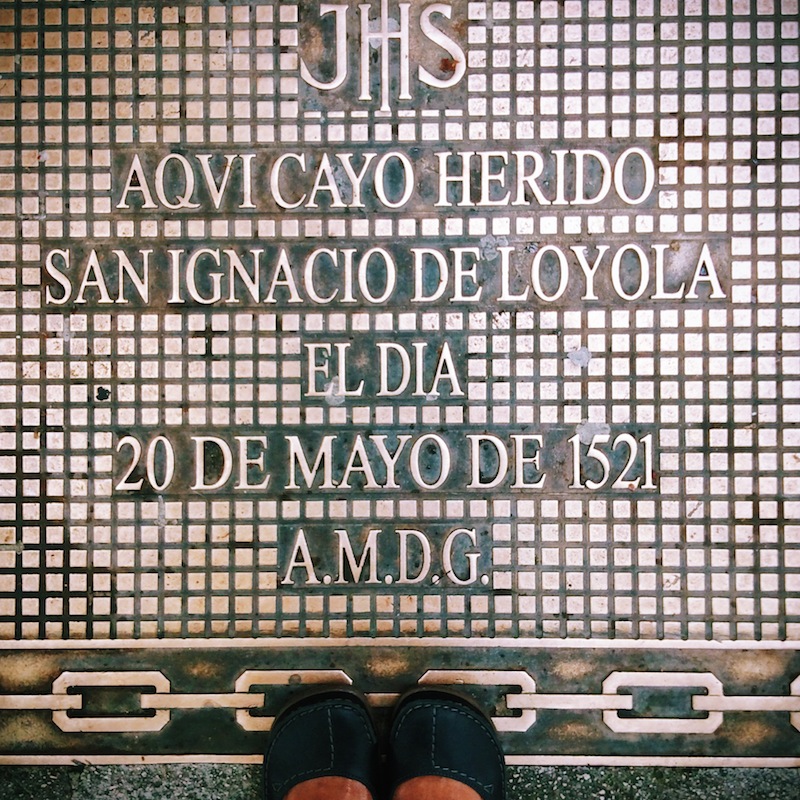 JHS
AQVI CAYO HERIDO
SAN IGNACIO DE LOYOLA
EL DIA
20 DE MAYO DE 1521
A.M.D.G.